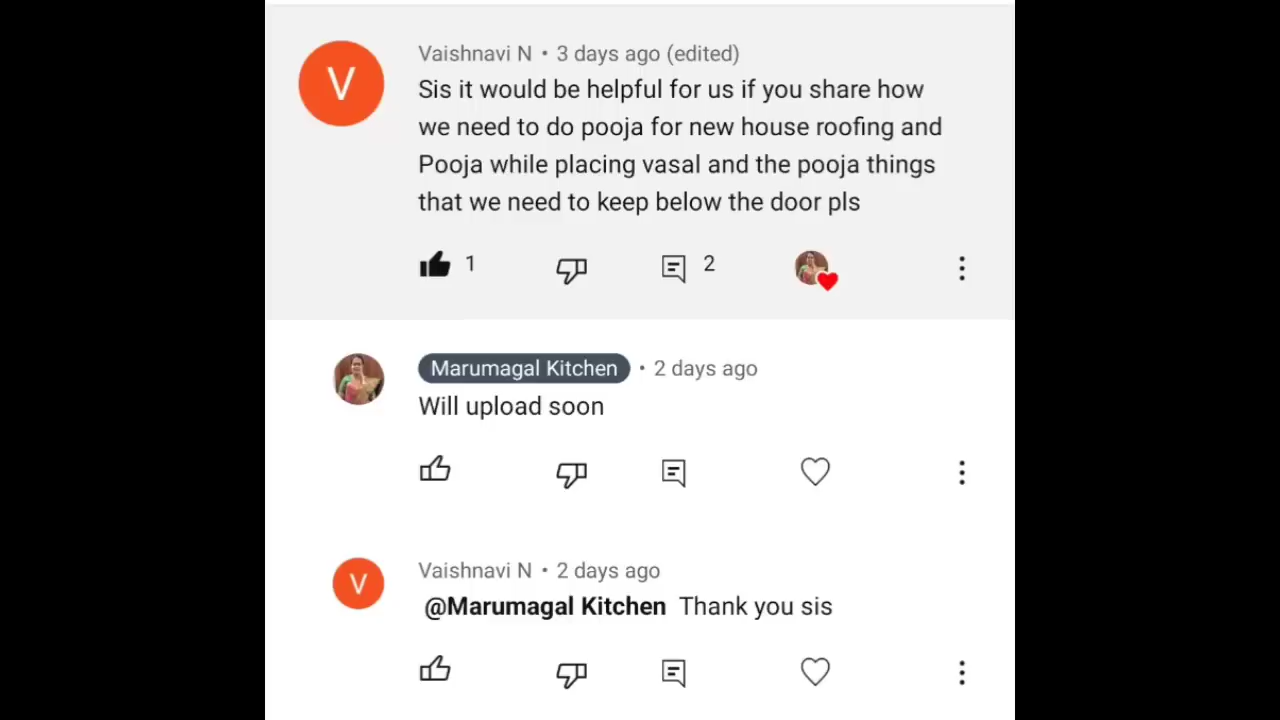 Vaishnavi N • 3 days ago (edited)
V
Sis it would be helpful for us if you share how
we need to do pooja for new house roofing and
Pooja while placing vasal and the pooja things
that we need to keep below the door pls
1
2
Marumagal Kitchen • 2 days ago
Will upload soon
Vaishnavi N • 2 days ago
V
@Marumagal Kitchen Thank you sis